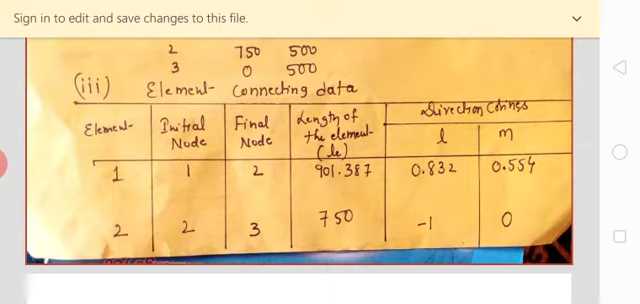 Sign in to edit and save changes to this file.
2 750 500
3 0 500
(iii) Element- Connecting data
Element- Initial Node Final Node Length of the element- (le) Direction Cosines
l m
1 1 2 901.387 0.832 0.554
2 2 3 750 -1 0